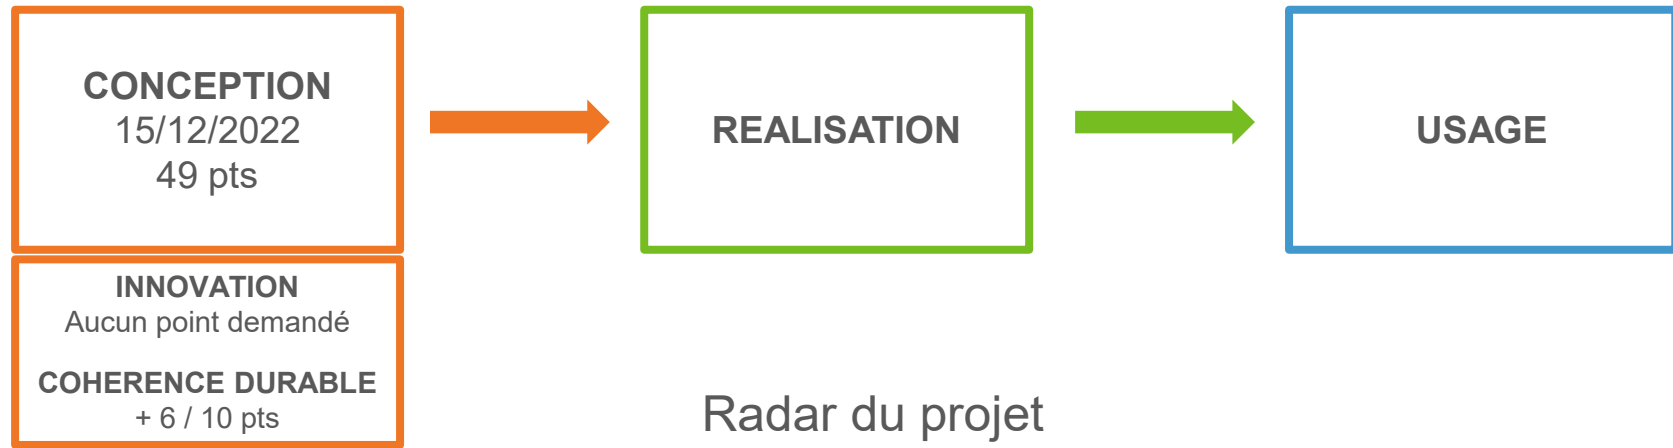 CONCEPTION
15/12/2022
49 pts
REALISATION
USAGE
INNOVATION
Aucun point demandé
COHERENCE DURABLE
+ 6 / 10 pts
Radar du projet